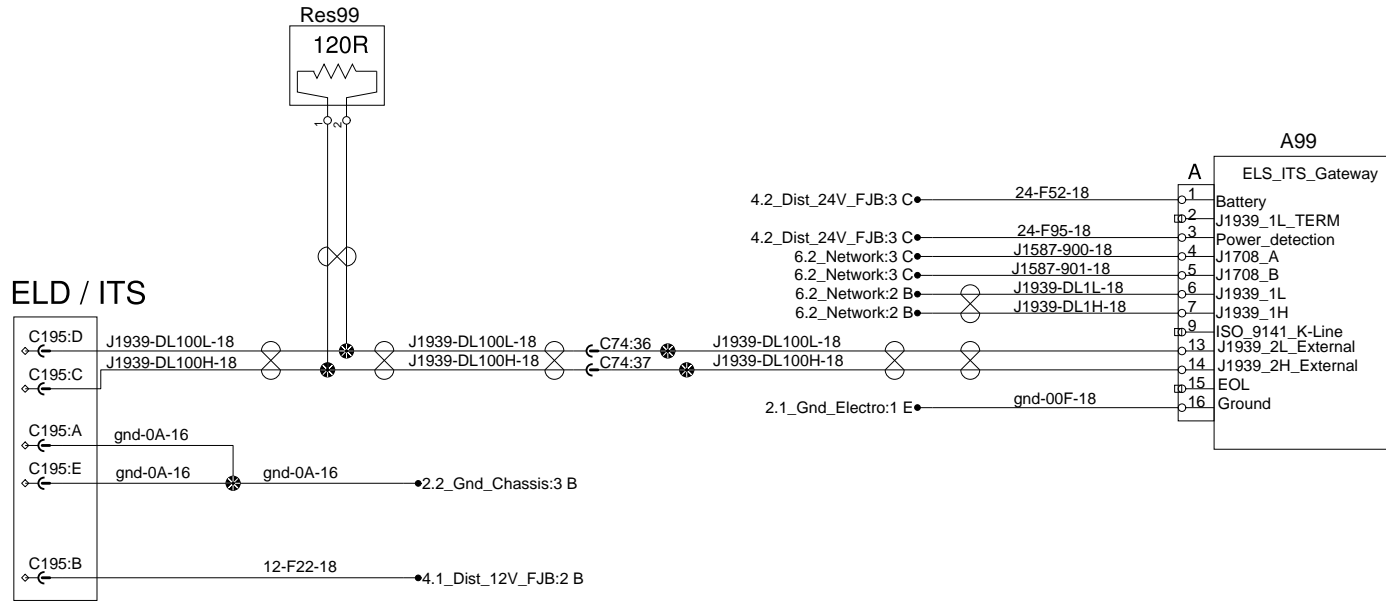 Res99
120R
1
2
A99
A
ELS_ITS_Gateway
4.2_Dist_24V_FJB:3 C
24-F52-18
1
Battery
2
J1939_1L_TERM
4.2_Dist_24V_FJB:3 C
24-F95-18
3
Power_detection
6.2_Network:3 C
J1587-900-18
4
J1708_A
6.2_Network:3 C
J1587-901-18
5
J1708_B
6.2_Network:2 B
J1939-DL1L-18
6
J1939_1L
6.2_Network:2 B
J1939-DL1H-18
7
J1939_1H
9
ISO_9141_K-Line
ELD / ITS
C195:D
J1939-DL100L-18
J1939-DL100L-18
C74:36
J1939-DL100L-18
13
J1939_2L_External
C195:C
J1939-DL100H-18
J1939-DL100H-18
C74:37
J1939-DL100H-18
14
J1939_2H_External
15
EOL
2.1_Gnd_Electro:1 E
gnd-00F-18
16
Ground
C195:A
gnd-0A-16
C195:E
gnd-0A-16
gnd-0A-16
2.2_Gnd_Chassis:3 B
C195:B
12-F22-18
4.1_Dist_12V_FJB:2 B